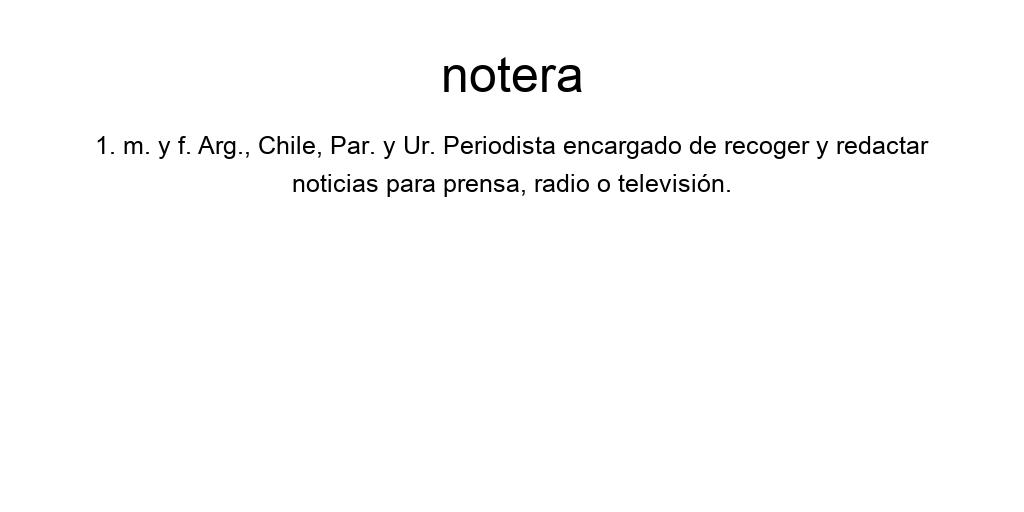 notera
1. m. y f. Arg., Chile, Par. y Ur. Periodista encargado de recoger y redactar
noticias para prensa, radio o televisión.